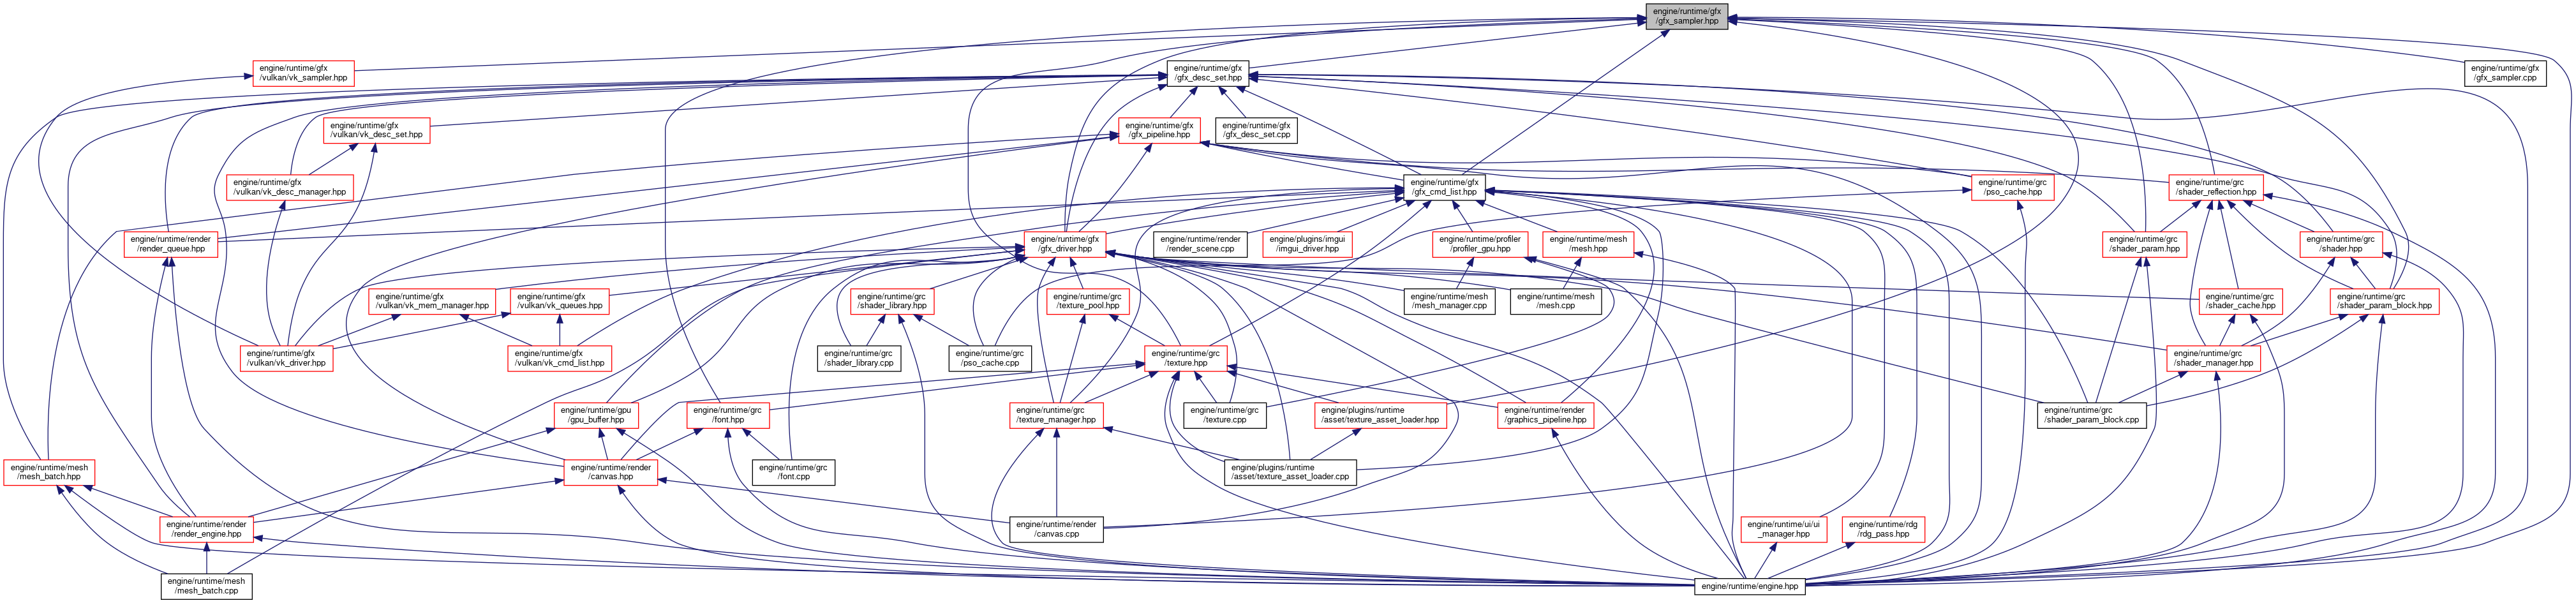 engine/runtime/gfx
/gfx_sampler.hpp
engine/runtime/gfx
/vulkan/vk_sampler.hpp
engine/runtime/gfx
/gfx_desc_set.hpp
engine/runtime/gfx
/gfx_sampler.cpp
engine/runtime/gfx
/vulkan/vk_desc_set.hpp
engine/runtime/gfx
/gfx_pipeline.hpp
engine/runtime/gfx
/gfx_desc_set.cpp
engine/runtime/gfx
/vulkan/vk_desc_manager.hpp
engine/runtime/gfx
/gfx_cmd_list.hpp
engine/runtime/grc
/pso_cache.hpp
engine/runtime/grc
/shader_reflection.hpp
engine/runtime/render
/render_queue.hpp
engine/runtime/gfx
/gfx_driver.hpp
engine/runtime/render
/render_scene.cpp
engine/plugins/imgui
/imgui_driver.hpp
engine/runtime/profiler
/profiler_gpu.hpp
engine/runtime/mesh
/mesh.hpp
engine/runtime/grc
/shader_param.hpp
engine/runtime/grc
/shader.hpp
engine/runtime/gfx
/vulkan/vk_mem_manager.hpp
engine/runtime/gfx
/vulkan/vk_queues.hpp
engine/runtime/grc
/shader_library.hpp
engine/runtime/grc
/texture_pool.hpp
engine/runtime/mesh
/mesh_manager.cpp
engine/runtime/mesh
/mesh.cpp
engine/runtime/grc
/shader_cache.hpp
engine/runtime/grc
/shader_param_block.hpp
engine/runtime/gfx
/vulkan/vk_driver.hpp
engine/runtime/gfx
/vulkan/vk_cmd_list.hpp
engine/runtime/grc
/shader_library.cpp
engine/runtime/grc
/pso_cache.cpp
engine/runtime/grc
/texture.hpp
engine/runtime/grc
/shader_manager.hpp
engine/runtime/gpu
/gpu_buffer.hpp
engine/runtime/grc
/font.hpp
engine/runtime/grc
/texture_manager.hpp
engine/runtime/grc
/texture.cpp
engine/plugins/runtime
/asset/texture_asset_loader.hpp
engine/runtime/render
/graphics_pipeline.hpp
engine/runtime/grc
/shader_param_block.cpp
engine/runtime/mesh
/mesh_batch.hpp
engine/runtime/render
/canvas.hpp
engine/runtime/grc
/font.cpp
engine/plugins/runtime
/asset/texture_asset_loader.cpp
engine/runtime/render
/render_engine.hpp
engine/runtime/render
/canvas.cpp
engine/runtime/ui/ui
_manager.hpp
engine/runtime/rdg
/rdg_pass.hpp
engine/runtime/mesh
/mesh_batch.cpp
engine/runtime/engine.hpp